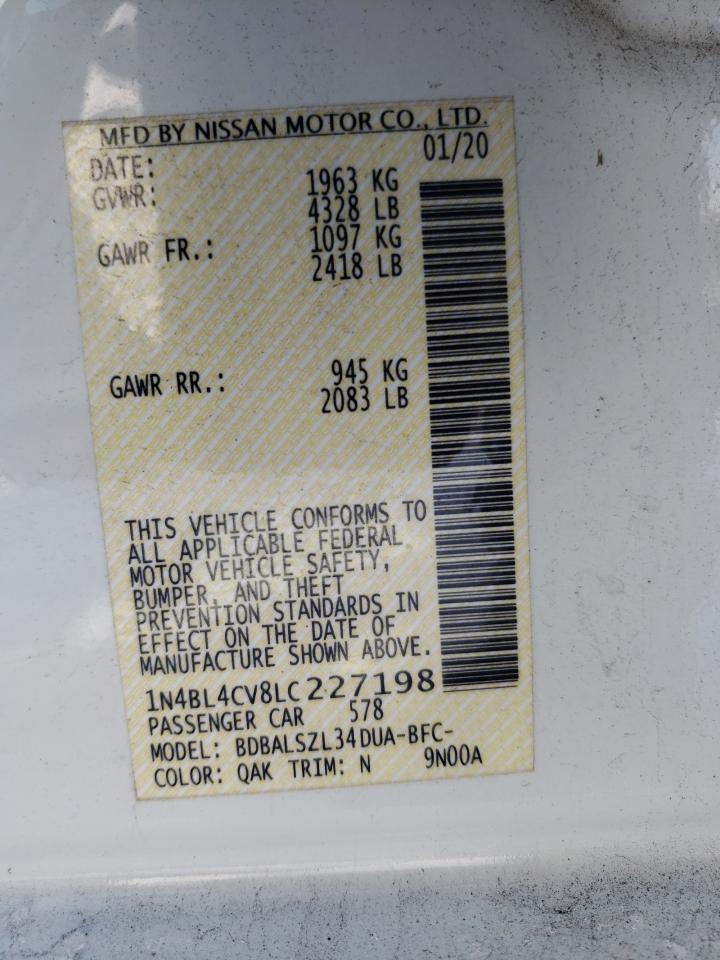 MFD BY NISSAN MOTOR CO., LTD.
DATE: 01/20
GVWR: 1963 KG
4328 LB
GAWR FR.: 1097 KG
2418 LB
GAWR RR.: 945 KG
2083 LB
THIS VEHICLE CONFORMS TO
ALL APPLICABLE FEDERAL
MOTOR VEHICLE SAFETY,
BUMPER, AND THEFT
PREVENTION STANDARDS IN
EFFECT ON THE DATE OF
MANUFACTURE SHOWN ABOVE.
1N4BL4CV8LC227198
PASSENGER CAR 578
MODEL: BDBALSZL34DUA-BFC-
COLOR: QAK TRIM: N 9N00A